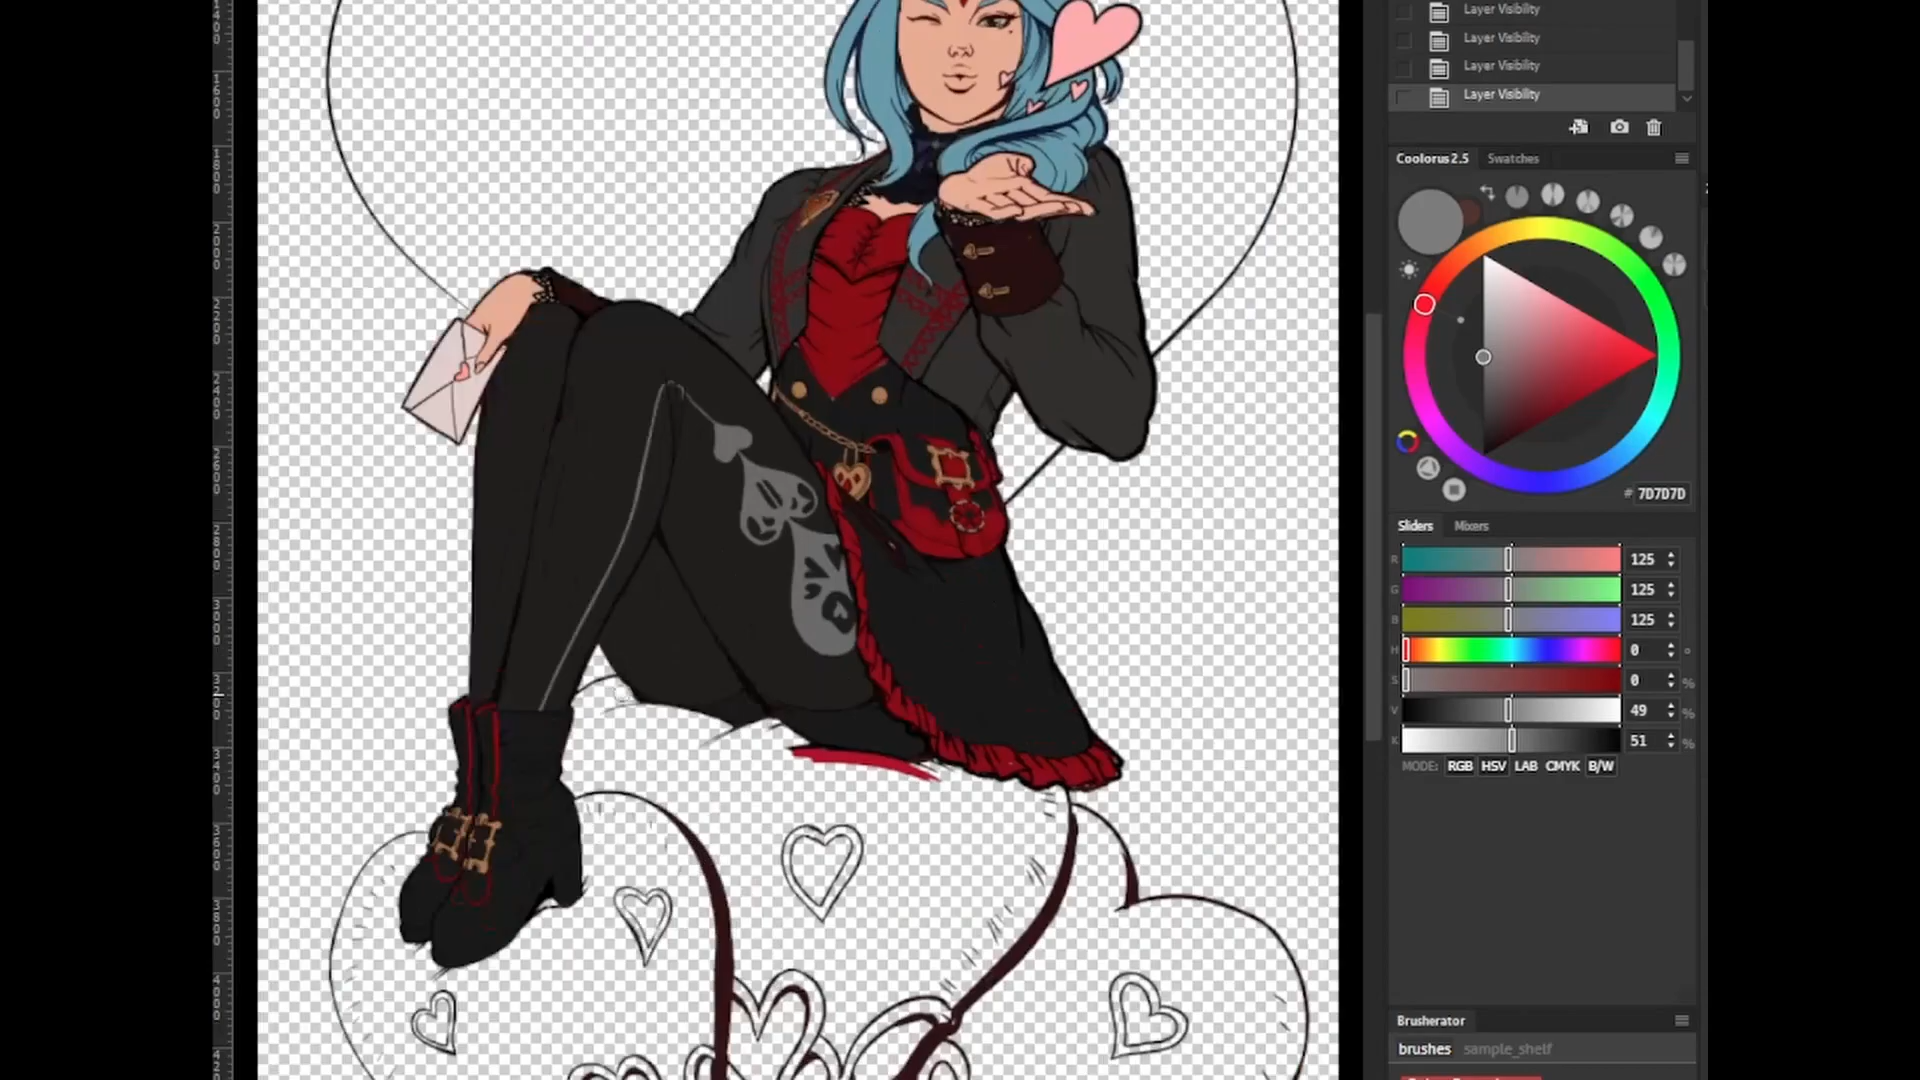 Layer Visibility
Layer Visibility
Layer Visibility
Layer Visibility
Coolorus 2.5 Swatches
# 7D7D7D
Sliders Mixers
R 125
G 125
B 125
H 0 °
S 0 %
V 49 %
K 51 %
MODE: RGB HSV LAB CMYK B/W
Brusherator
brushes sample_shelf